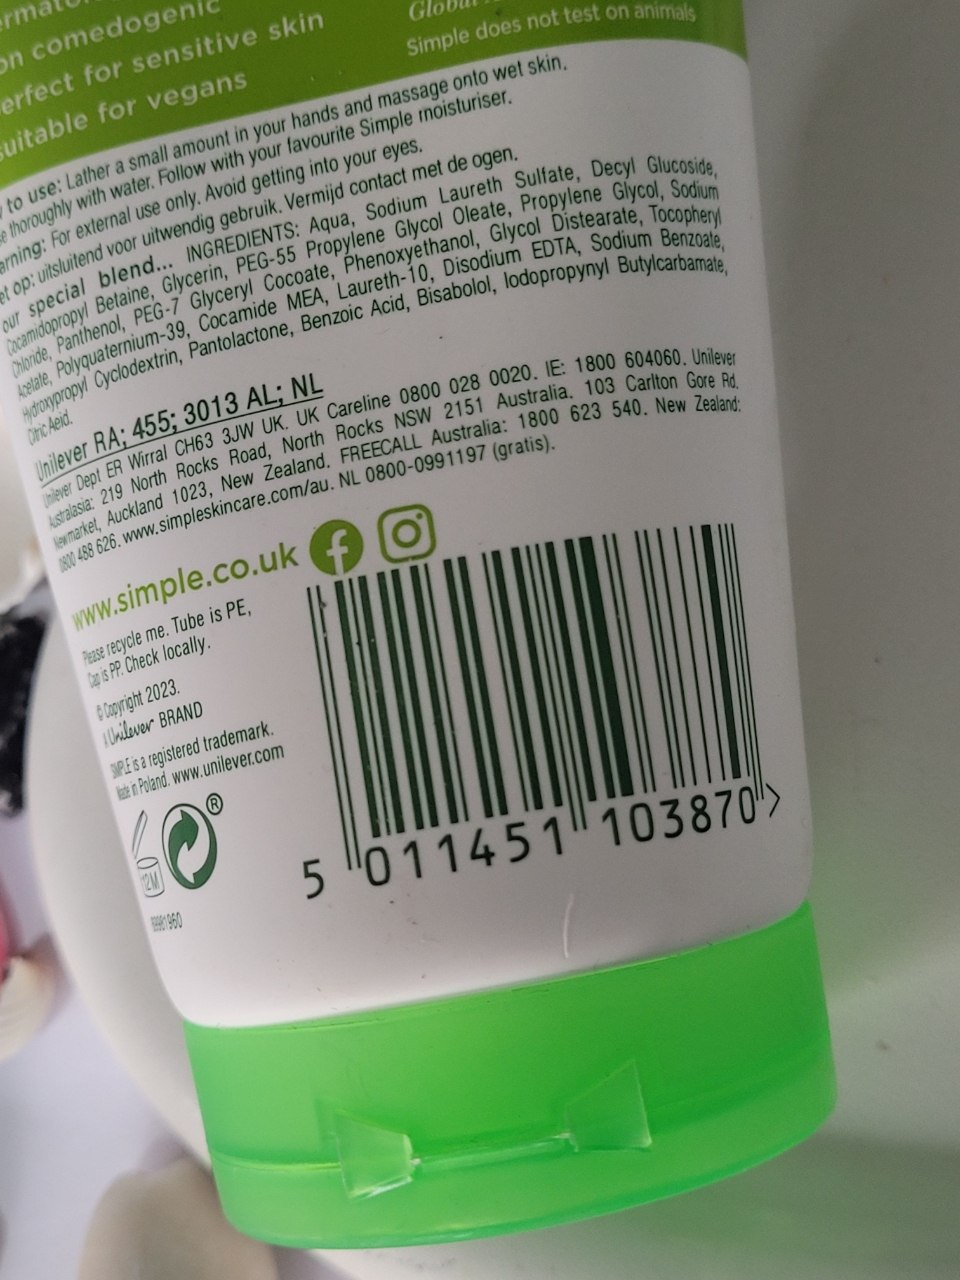 on comedogenic
erfect for sensitive skin
suitable for vegans
Global
Simple does not test on animals
to use: Lather a small amount in your hands and massage onto wet skin.
thoroughly with water. Follow with your favourite Simple moisturiser.
arning: For external use only. Avoid getting into your eyes.
et op: uitsluitend voor uitwendig gebruik. Vermijd contact met de ogen.
our special blend... INGREDIENTS: Aqua, Sodium Laureth Sulfate, Decyl Glucoside,
Cocamidopropyl Betaine, Glycerin, PEG-55 Propylene Glycol Oleate, Propylene Glycol, Sodium
Chloride, Panthenol, PEG-7 Glyceryl Cocoate, Phenoxyethanol, Glycol Distearate, Tocopheryl
Acetate, Polyquaternium-39, Cocamide MEA, Laureth-10, Disodium EDTA, Sodium Benzoate,
Hydroxypropyl Cyclodextrin, Pantolactone, Benzoic Acid, Bisabolol, Iodopropynyl Butylcarbamate,
Citric Acid.
Unilever RA; 455; 3013 AL; NL
Unilever Dept ER Wirral CH63 3JW UK. UK Careline 0800 028 0020. IE: 1800 604060. Unilever
Australasia: 219 North Rocks Road, North Rocks NSW 2151 Australia. 103 Carlton Gore Rd,
Newmarket, Auckland 1023, New Zealand. FREECALL Australia: 1800 623 540. New Zealand:
0800 488 626. www.simpleskincare.com/au. NL 0800-0991197 (gratis).
www.simple.co.uk
Please recycle me. Tube is PE,
Cap is PP. Check locally.
© Copyright 2023.
A Unilever BRAND
SIMPLE is a registered trademark.
Made in Poland. www.unilever.com
12M
®
5 011451 103870 >